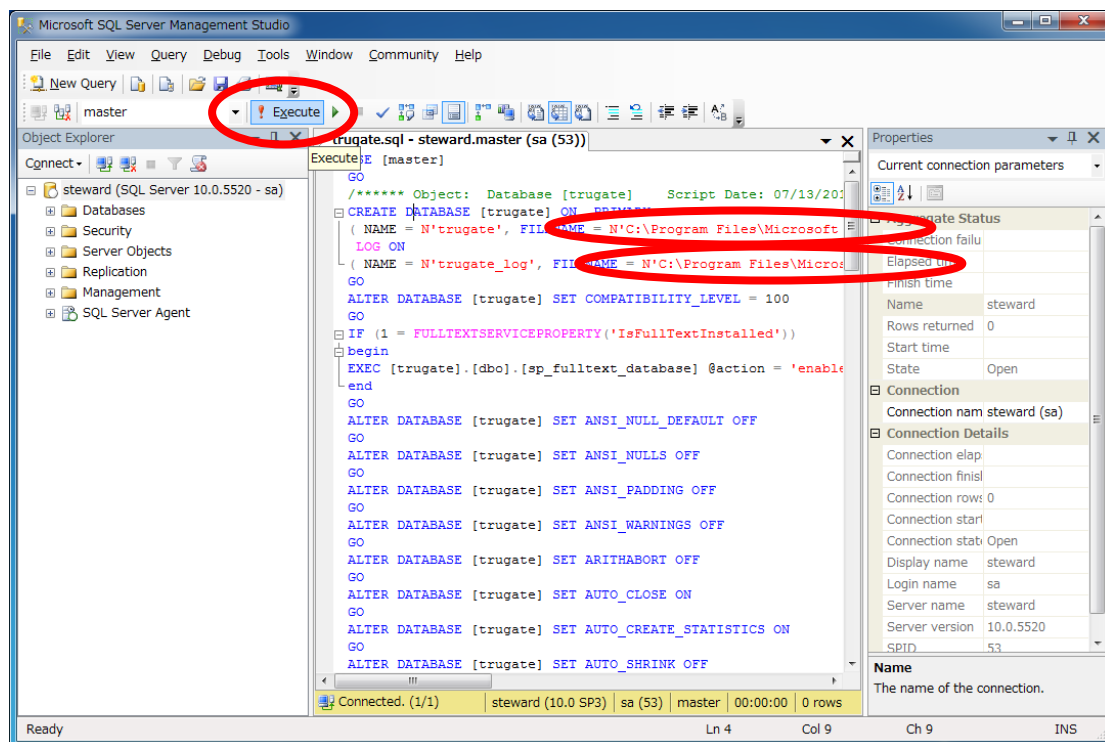 Microsoft SQL Server Management Studio
File Edit View Query Debug Tools Window Community Help
New Query
master Execute
Object Explorer
Connect
steward (SQL Server 10.0.5520 - sa)
Databases
Security
Server Objects
Replication
Management
SQL Server Agent
trugate.sql - steward.master (sa (53))
Execute
[master]
GO
/****** Object: Database [trugate] Script Date: 07/13/201
CREATE DATABASE [trugate] ON PRIMARY
( NAME = N'trugate', FILENAME = N'C:\Program Files\Microsoft
LOG ON
( NAME = N'trugate_log', FILENAME = N'C:\Program Files\Micros
GO
ALTER DATABASE [trugate] SET COMPATIBILITY_LEVEL = 100
GO
IF (1 = FULLTEXTSERVICEPROPERTY('IsFullTextInstalled'))
begin
EXEC [trugate].[dbo].[sp_fulltext_database] @action = 'enable
end
GO
ALTER DATABASE [trugate] SET ANSI_NULL_DEFAULT OFF
GO
ALTER DATABASE [trugate] SET ANSI_NULLS OFF
GO
ALTER DATABASE [trugate] SET ANSI_PADDING OFF
GO
ALTER DATABASE [trugate] SET ANSI_WARNINGS OFF
GO
ALTER DATABASE [trugate] SET ARITHABORT OFF
GO
ALTER DATABASE [trugate] SET AUTO_CLOSE ON
GO
ALTER DATABASE [trugate] SET AUTO_CREATE_STATISTICS ON
GO
ALTER DATABASE [trugate] SET AUTO_SHRINK OFF
Connected. (1/1) steward (10.0 SP3) sa (53) master 00:00:00 0 rows
Properties
Current connection parameters
Aggregate Status
Connection failu
Elapsed tim
Finish time
Name steward
Rows returned 0
Start time
State Open
Connection
Connection nam steward (sa)
Connection Details
Connection elap
Connection finisl
Connection rows 0
Connection start
Connection state Open
Display name steward
Login name sa
Server name steward
Server version 10.0.5520
SPID 53
Name
The name of the connection.
Ready Ln 4 Col 9 Ch 9 INS